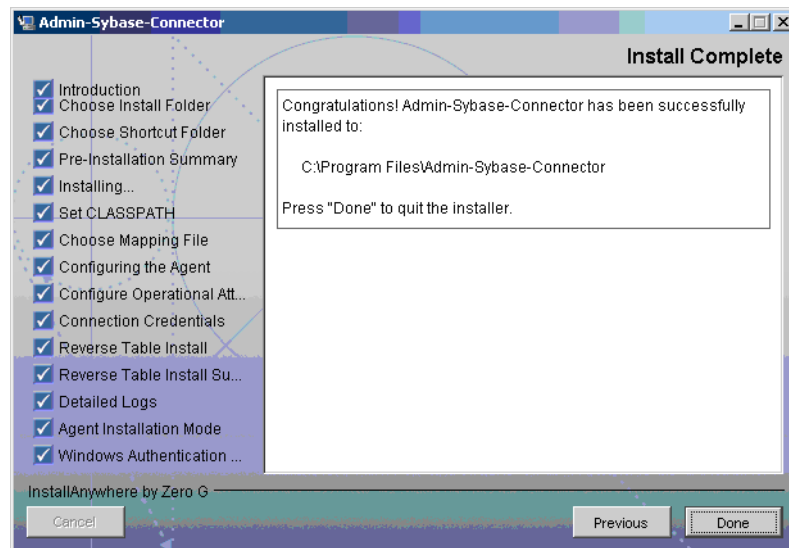 Admin-Sybase-Connector
Install Complete
Introduction
Choose Install Folder
Choose Shortcut Folder
Pre-Installation Summary
Installing...
Set CLASSPATH
Choose Mapping File
Configuring the Agent
Configure Operational Att...
Connection Credentials
Reverse Table Install
Reverse Table Install Su...
Detailed Logs
Agent Installation Mode
Windows Authentication ...
Congratulations! Admin-Sybase-Connector has been successfully
installed to:
C:\Program Files\Admin-Sybase-Connector
Press "Done" to quit the installer.
InstallAnywhere by Zero G
Cancel
Previous
Done